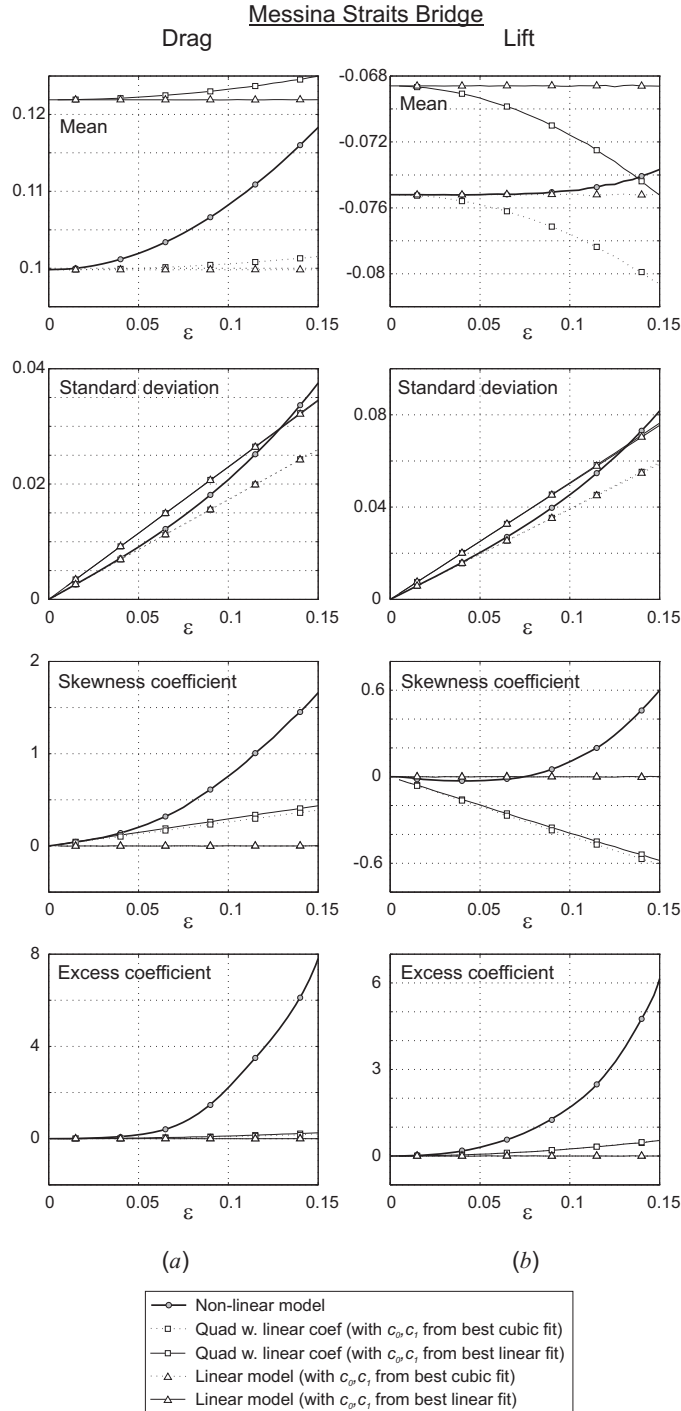 Messina Straits Bridge
Drag Lift
0.12
0.11
0.1
Mean
0 0.05 0.1 0.15
ε
-0.068
-0.072
-0.076
-0.08
Mean
0 0.05 0.1 0.15
ε
0.04
0.02
0
Standard deviation
0 0.05 0.1 0.15
ε
0.08
0.04
0
Standard deviation
0 0.05 0.1 0.15
ε
2
1
0
Skewness coefficient
0 0.05 0.1 0.15
ε
0.6
0
-0.6
Skewness coefficient
0 0.05 0.1 0.15
ε
8
4
0
Excess coefficient
0 0.05 0.1 0.15
ε
6
3
0
Excess coefficient
0 0.05 0.1 0.15
ε
(a) (b)
Non-linear model
Quad w. linear coef (with c₀,c₁ from best cubic fit)
Quad w. linear coef (with c₀,c₁ from best linear fit)
Linear model (with c₀,c₁ from best cubic fit)
Linear model (with c₀,c₁ from best linear fit)